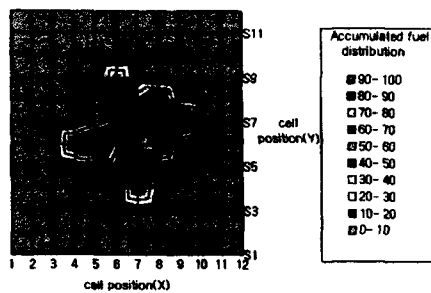 S11
S9
S7
S5
S3
S1
cell
position(Y)
1 2 3 4 5 6 7 8 9 10 11 12
cell position(X)
Accumulated fuel
distribution
90-100
80-90
70-80
60-70
50-60
40-50
30-40
20-30
10-20
0-10